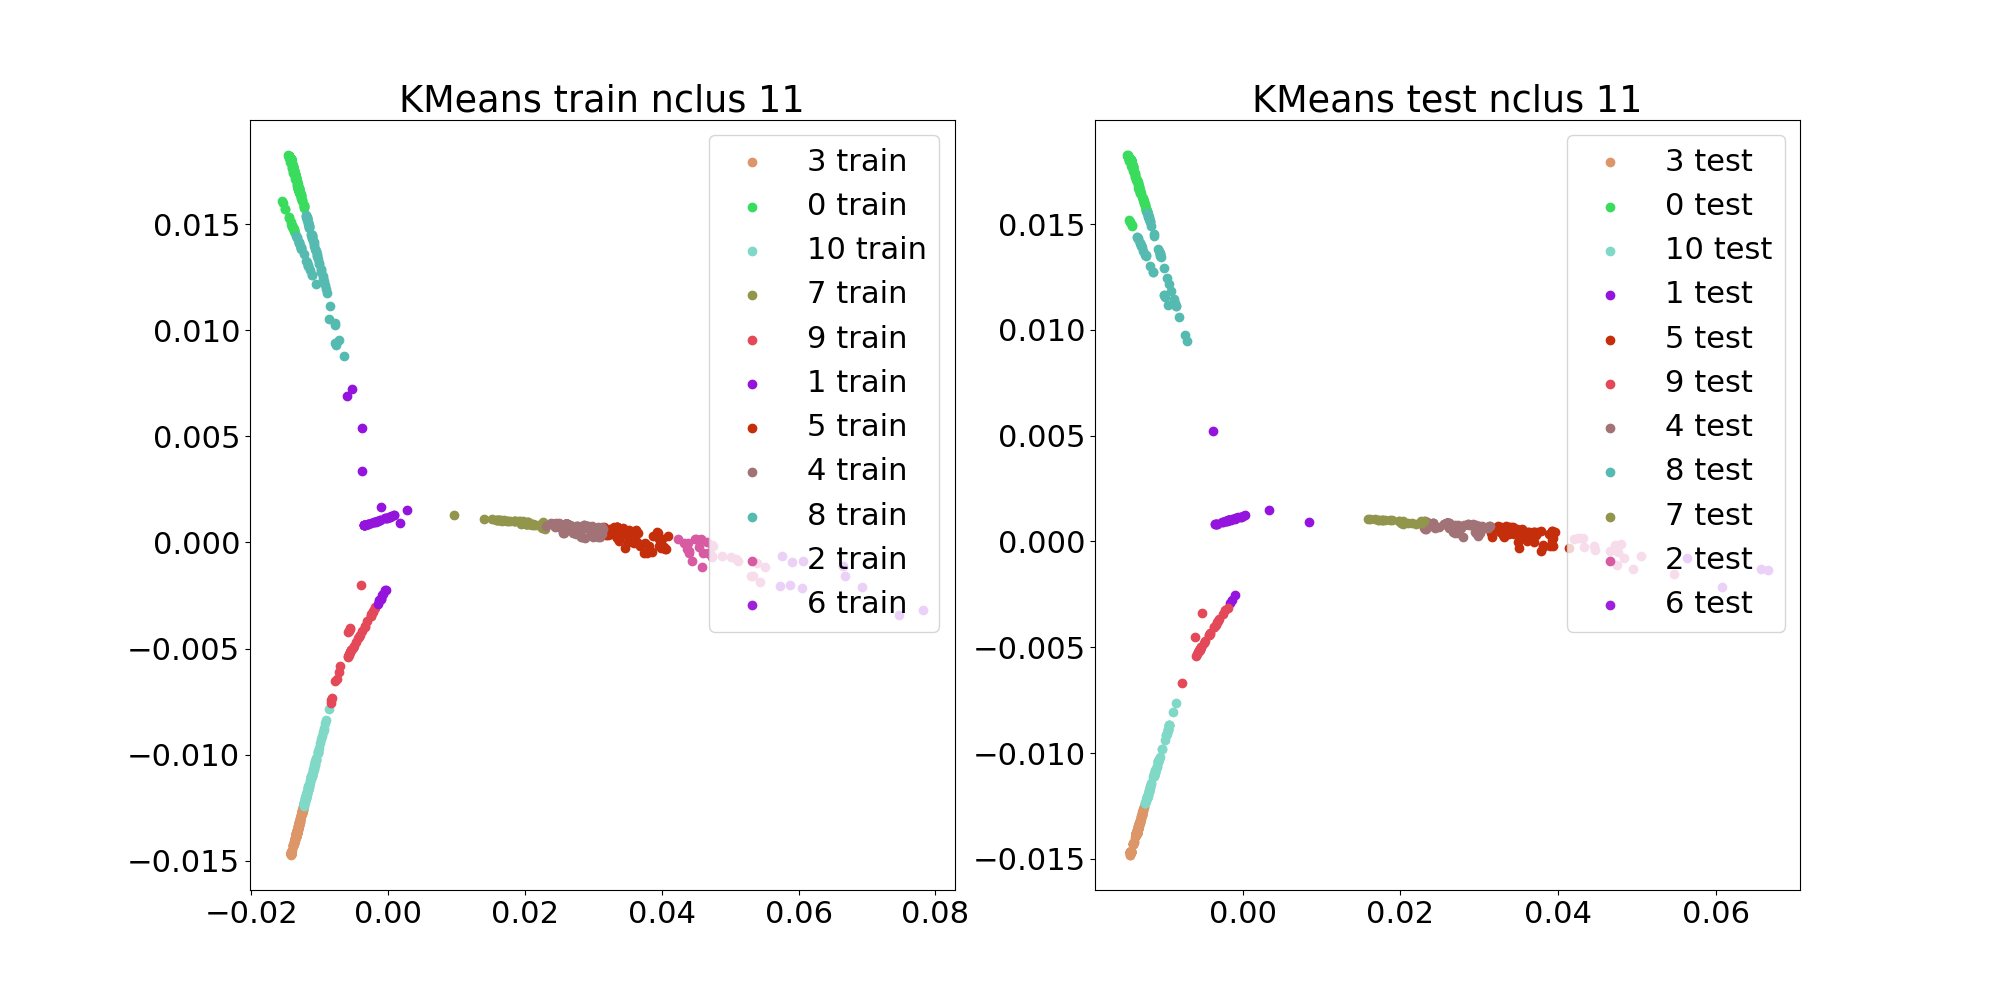 KMeans train nclus 11
0.015
0.010
0.005
0.000
−0.005
−0.010
−0.015
−0.02
0.00
0.02
0.04
0.06
0.08
3 train
0 train
10 train
7 train
9 train
1 train
5 train
4 train
8 train
2 train
6 train
KMeans test nclus 11
0.015
0.010
0.005
0.000
−0.005
−0.010
−0.015
0.00
0.02
0.04
0.06
3 test
0 test
10 test
1 test
5 test
9 test
4 test
8 test
7 test
2 test
6 test